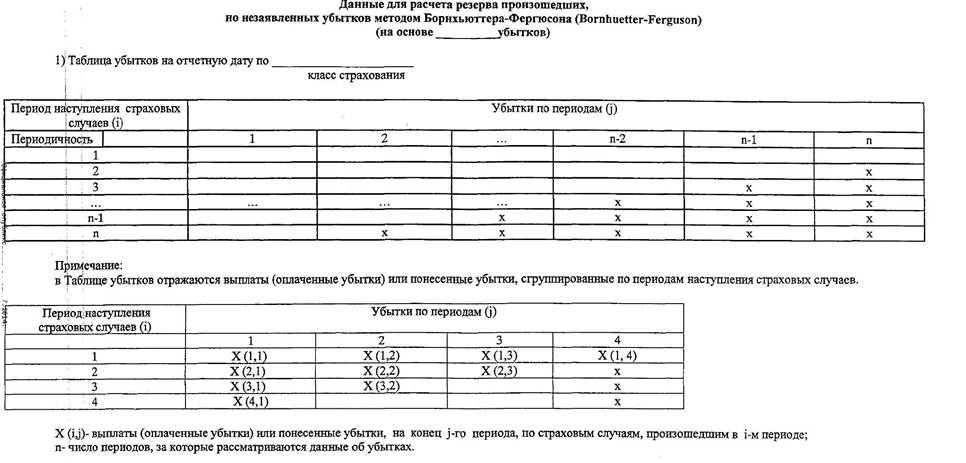 Данные для расчета резерва произошедших,
но незаявленных убытков методом Борнхьюттера-Фергюсона (Bornhuetter-Ferguson)
(на основе __________убытков)
1) Таблица убытков на отчетную дату по ______________________
класс страхования
Период наступления страховых случаев (i) Убытки по периодам (j)
Периодичность 1 2 ... n-2 n-1 n
1
2 x
3 x x
... ... ... ... x x x
n-1 x x x x
n x x x x x
Примечание:
в Таблице убытков отражаются выплаты (оплаченные убытки) или понесенные убытки, сгруппированные по периодам наступления страховых случаев.
Период наступления страховых случаев (i) Убытки по периодам (j)
1 2 3 4
1 X (1,1) X (1,2) X (1,3) X (1, 4)
2 X (2,1) X (2,2) X (2,3) x
3 X (3,1) X (3,2) x
4 X (4,1) x
X (i,j)- выплаты (оплаченные убытки) или понесенные убытки, на конец j-го периода, по страховым случаям, произошедшим в i-м периоде;
n- число периодов, за которые рассматриваются данные об убытках.